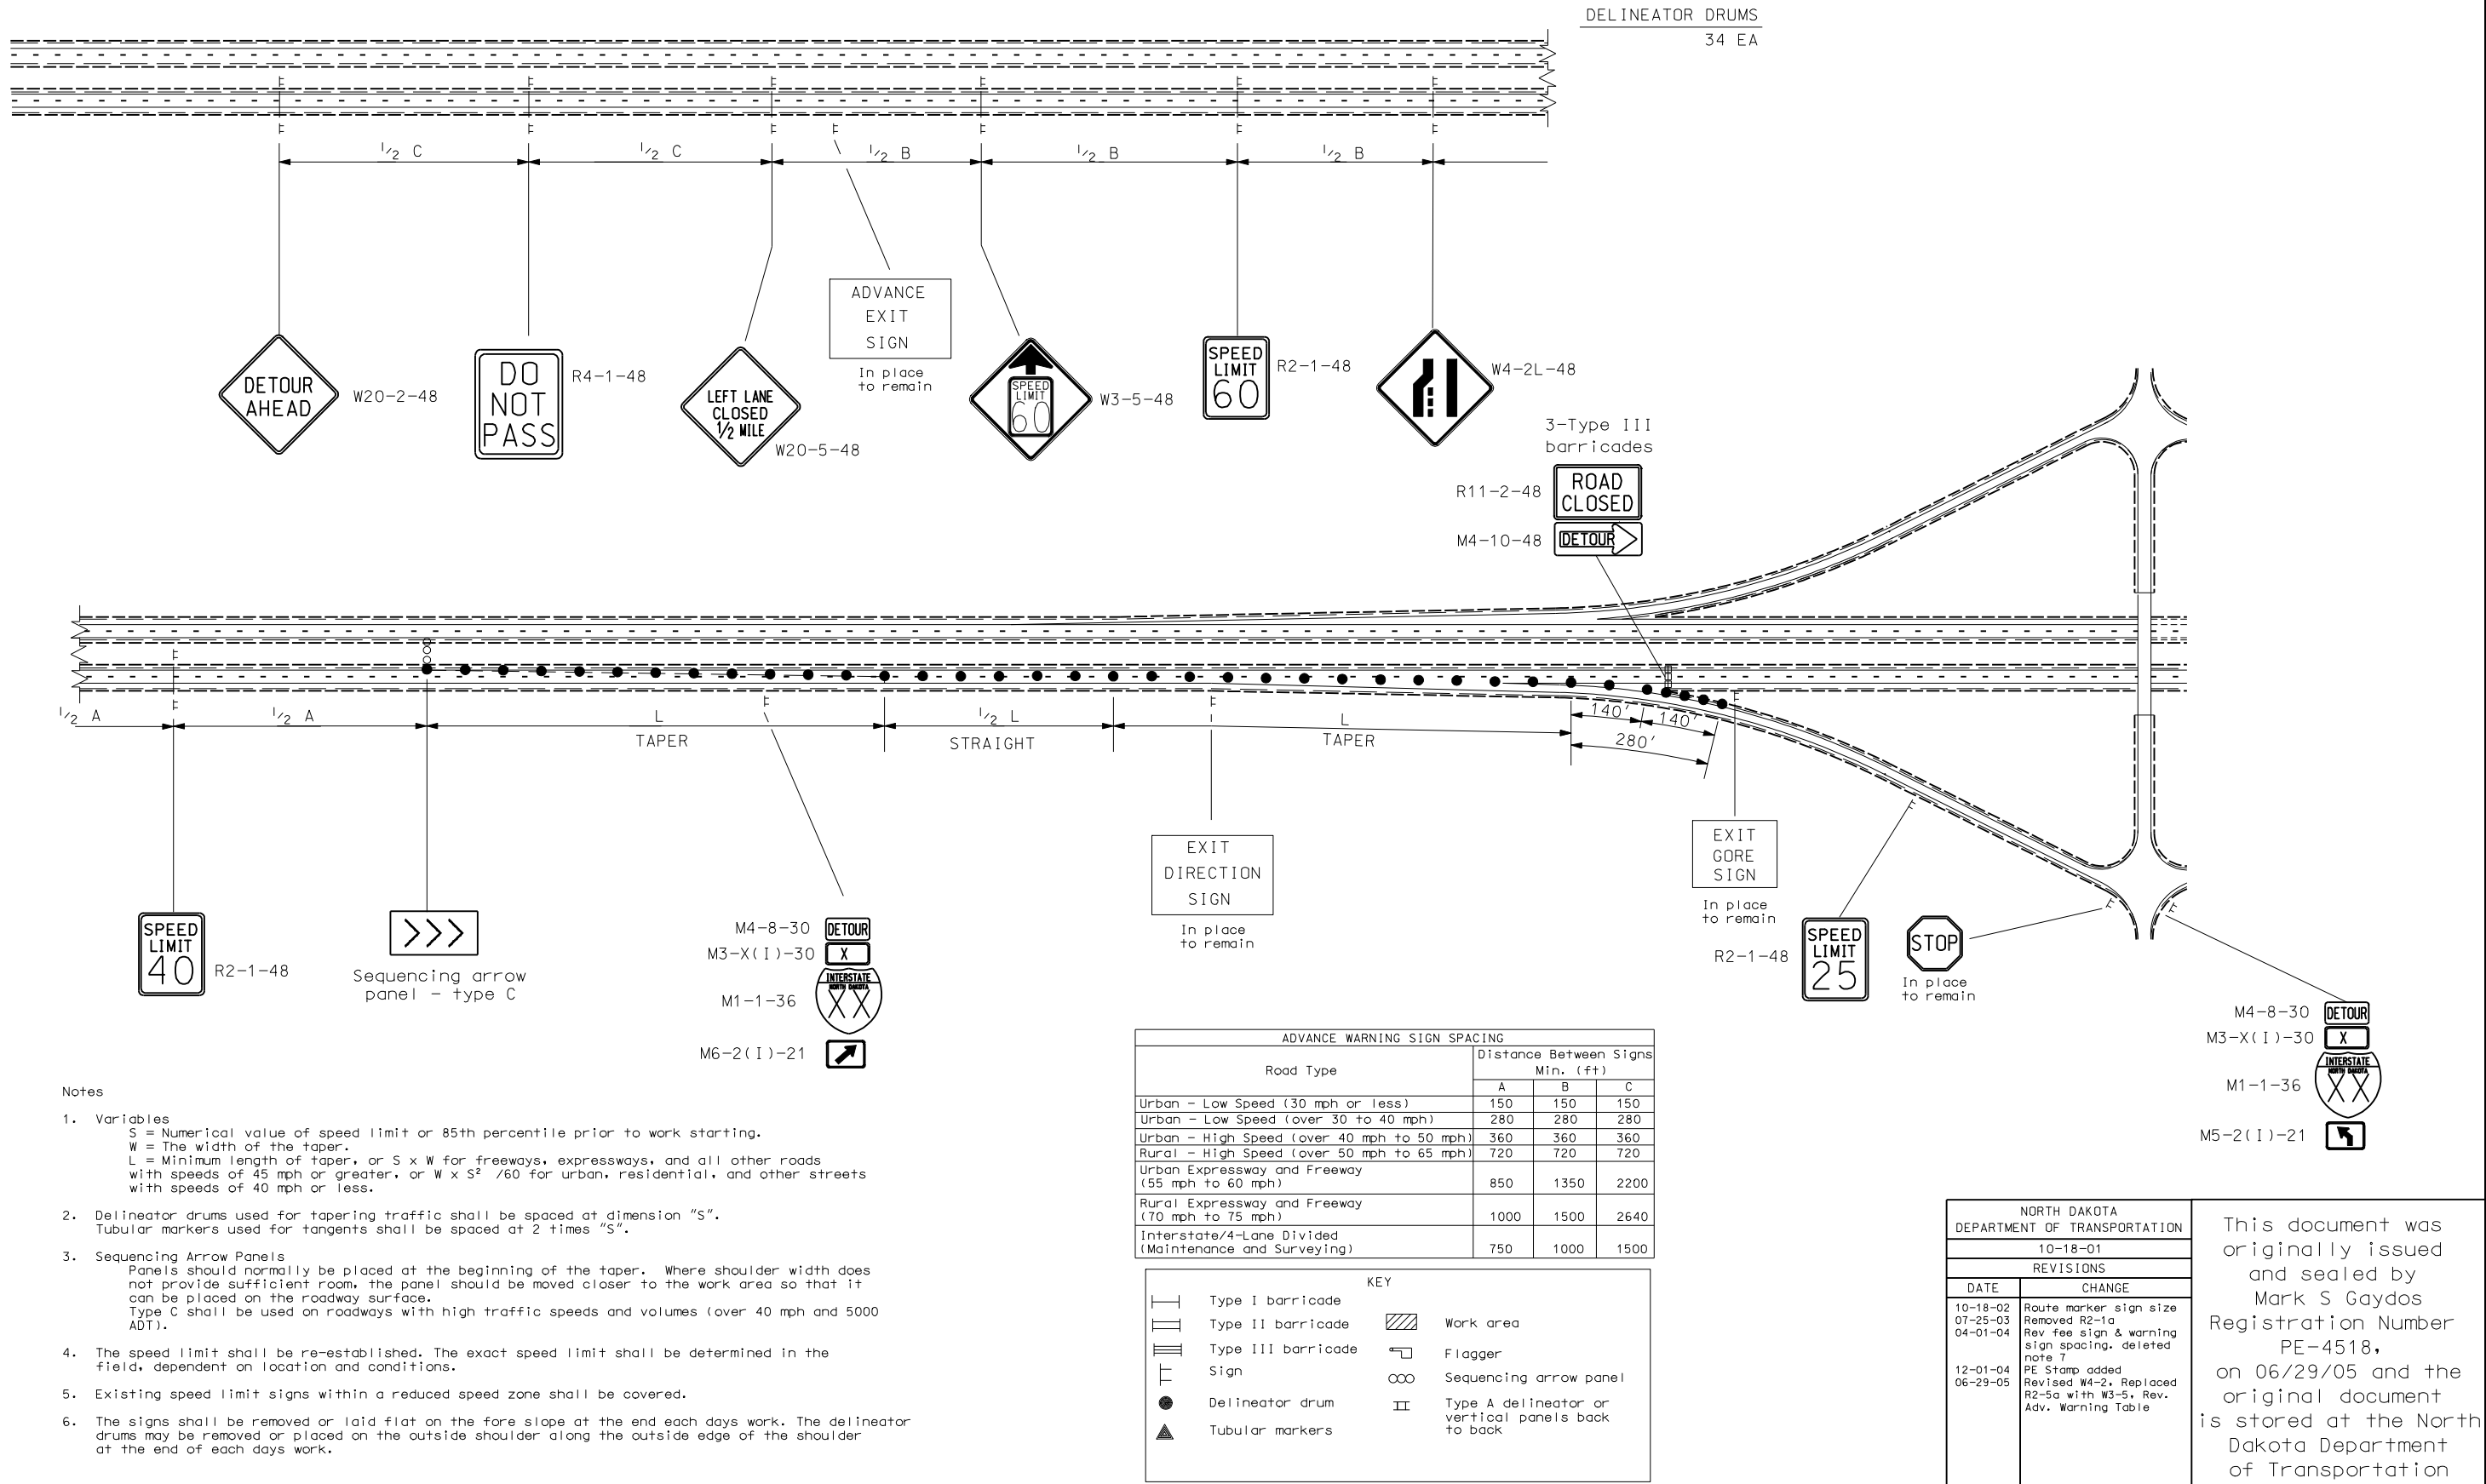 DELINEATOR DRUMS
34 EA
1/2 C
1/2 C
1/2 B
1/2 B
1/2 B
DETOUR
AHEAD
W20-2-48
DO
NOT
PASS
R4-1-48
LEFT LANE
CLOSED
1/2 MILE
W20-5-48
ADVANCE
EXIT
SIGN
In place
to remain
SPEED
LIMIT
60
W3-5-48
SPEED
LIMIT
60
R2-1-48
W4-2L-48
3-Type III
barricades
R11-2-48
ROAD
CLOSED
M4-10-48
DETOUR
1/2 A
1/2 A
L
TAPER
1/2 L
STRAIGHT
L
TAPER
140'
140'
280'
SPEED
LIMIT
40
R2-1-48
Sequencing arrow
panel - type C
M4-8-30
DETOUR
M3-X(I)-30
X
M1-1-36
INTERSTATE
NORTH DAKOTA
XX
M6-2(I)-21
EXIT
DIRECTION
SIGN
In place
to remain
EXIT
GORE
SIGN
In place
to remain
R2-1-48
SPEED
LIMIT
25
STOP
In place
to remain
M4-8-30
DETOUR
M3-X(I)-30
X
M1-1-36
INTERSTATE
NORTH DAKOTA
XX
M5-2(I)-21
Notes
1. Variables
S = Numerical value of speed limit or 85th percentile prior to work starting.
W = The width of the taper.
L = Minimum length of taper, or S x W for freeways, expressways, and all other roads
with speeds of 45 mph or greater, or W x S² /60 for urban, residential, and other streets
with speeds of 40 mph or less.
2. Delineator drums used for tapering traffic shall be spaced at dimension "S".
Tubular markers used for tangents shall be spaced at 2 times "S".
3. Sequencing Arrow Panels
Panels should normally be placed at the beginning of the taper. Where shoulder width does
not provide sufficient room, the panel should be moved closer to the work area so that it
can be placed on the roadway surface.
Type C shall be used on roadways with high traffic speeds and volumes (over 40 mph and 5000
ADT).
4. The speed limit shall be re-established. The exact speed limit shall be determined in the
field, dependent on location and conditions.
5. Existing speed limit signs within a reduced speed zone shall be covered.
6. The signs shall be removed or laid flat on the fore slope at the end each days work. The delineator
drums may be removed or placed on the outside shoulder along the outside edge of the shoulder
at the end of each days work.
ADVANCE WARNING SIGN SPACING
Road Type
Distance Between Signs
Min. (ft)
A B C
Urban - Low Speed (30 mph or less) 150 150 150
Urban - Low Speed (over 30 to 40 mph) 280 280 280
Urban - High Speed (over 40 mph to 50 mph) 360 360 360
Rural - High Speed (over 50 mph to 65 mph) 720 720 720
Urban Expressway and Freeway
(55 mph to 60 mph) 850 1350 2200
Rural Expressway and Freeway
(70 mph to 75 mph) 1000 1500 2640
Interstate/4-Lane Divided
(Maintenance and Surveying) 750 1000 1500
KEY
Type I barricade
Type II barricade
Type III barricade
Sign
Delineator drum
Tubular markers
Work area
Flagger
Sequencing arrow panel
Type A delineator or
vertical panels back
to back
NORTH DAKOTA
DEPARTMENT OF TRANSPORTATION
10-18-01
REVISIONS
DATE CHANGE
10-18-02 Route marker sign size
07-25-03 Removed R2-1a
04-01-04 Rev fee sign & warning
sign spacing. deleted
note 7
12-01-04 PE Stamp added
06-29-05 Revised W4-2, Replaced
R2-5a with W3-5, Rev.
Adv. Warning Table
This document was
originally issued
and sealed by
Mark S Gaydos
Registration Number
PE-4518,
on 06/29/05 and the
original document
is stored at the North
Dakota Department
of Transportation